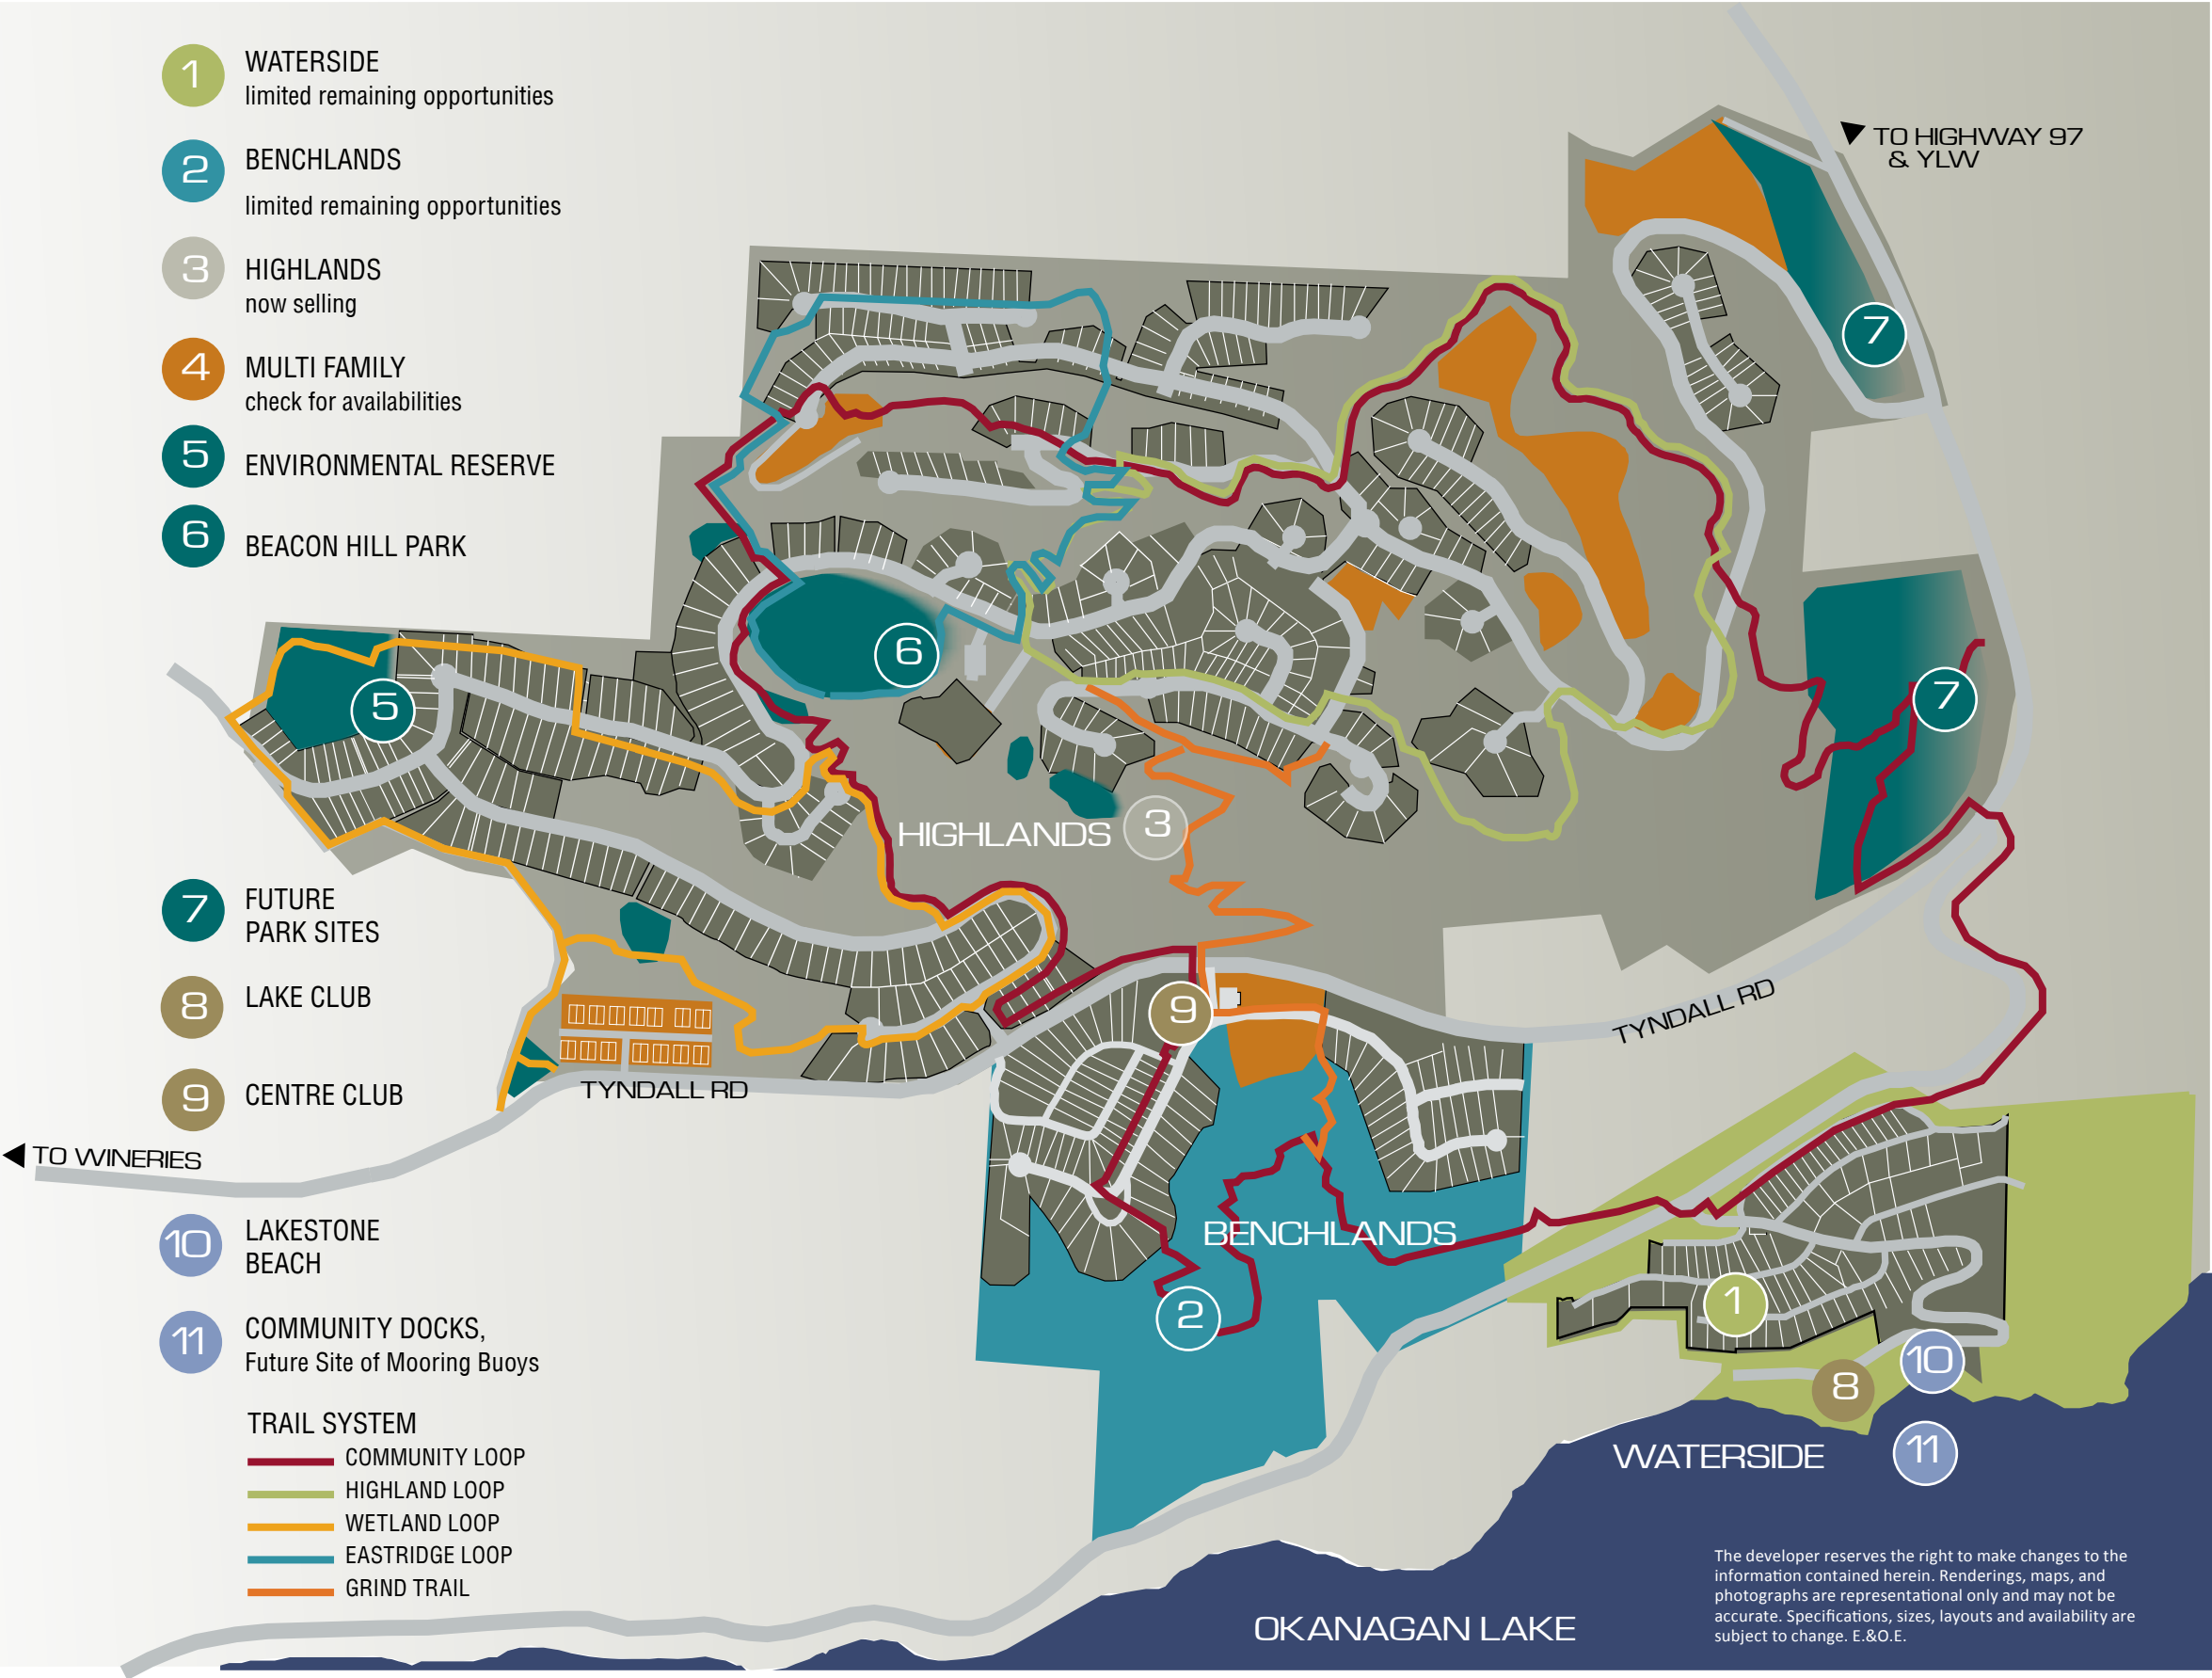 1
WATERSIDE
limited remaining opportunities
2
BENCHLANDS
limited remaining opportunities
3
HIGHLANDS
now selling
4
MULTI FAMILY
check for availabilities
5
ENVIRONMENTAL RESERVE
6
BEACON HILL PARK
7
FUTURE
PARK SITES
8
LAKE CLUB
9
CENTRE CLUB
10
LAKESTONE
BEACH
11
COMMUNITY DOCKS,
Future Site of Mooring Buoys
TRAIL SYSTEM
COMMUNITY LOOP
HIGHLAND LOOP
WETLAND LOOP
EASTRIDGE LOOP
GRIND TRAIL
TO HIGHWAY 97
& YLW
7
6
5
7
HIGHLANDS 3
9
TYNDALL RD
TYNDALL RD
TO WINERIES
BENCHLANDS
2
1
10
8
WATERSIDE
11
OKANAGAN LAKE
The developer reserves the right to make changes to the
information contained herein. Renderings, maps, and
photographs are representational only and may not be
accurate. Specifications, sizes, layouts and availability are
subject to change. E.&O.E.